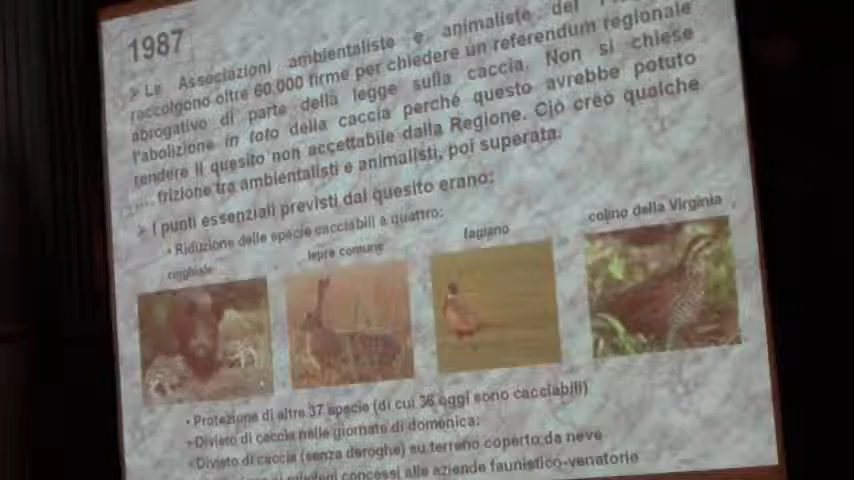 1987
➢ Le Associazioni ambientaliste e animaliste del
raccolgono oltre 60.000 firme per chiedere un referendum regionale
abrogativo di parte della legge sulla caccia. Non si chiese
l'abolizione in toto della caccia perché questo avrebbe potuto
rendere il quesito non accettabile dalla Regione. Ciò creò qualche
frizione tra ambientalisti e animalisti, poi superata.
➢ I punti essenziali previsti dal quesito erano:
• Riduzione delle specie cacciabili a quattro:
cinghiale
lepre comune
fagiano
colino della Virginia
• Protezione di altre 37 specie (di cui 36 oggi sono cacciabili)
• Divieto di caccia nelle giornate di domenica;
• Divieto di caccia (senza deroghe) su terreno coperto da neve
privilegi concessi alle aziende faunistico-venatorie